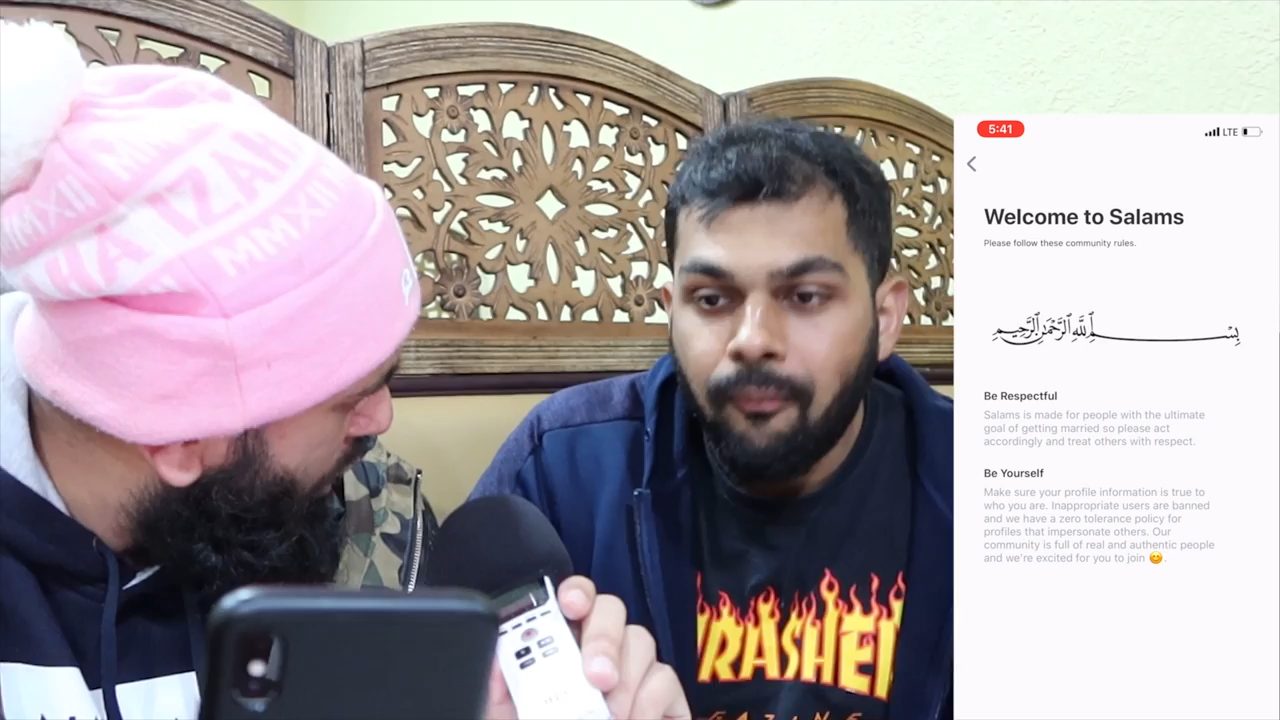 MMXII
HAIZAH
MMXII
5:41
LTE
Welcome to Salams
Please follow these community rules.
بِسْمِ ٱللَّٰهِ ٱلرَّحْمَٰنِ ٱلرَّحِيمِ
Be Respectful
Salams is made for people with the ultimate
goal of getting married so please act
accordingly and treat others with respect.
Be Yourself
Make sure your profile information is true to
who you are. Inappropriate users are banned
and we have a zero tolerance policy for
profiles that impersonate others. Our
community is full of real and authentic people
and we're excited for you to join 😊.
RASHER